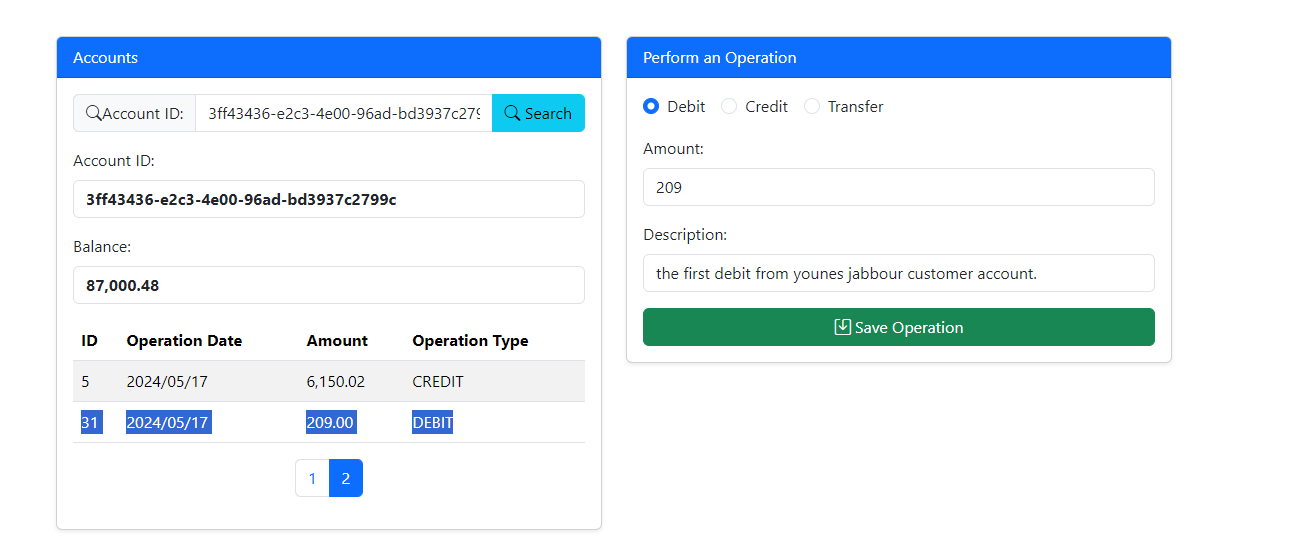 Accounts
Account ID: 3ff43436-e2c3-4e00-96ad-bd3937c279 Search
Account ID:
3ff43436-e2c3-4e00-96ad-bd3937c2799c
Balance:
87,000.48
ID Operation Date Amount Operation Type
5 2024/05/17 6,150.02 CREDIT
31 2024/05/17 209.00 DEBIT
1 2
Perform an Operation
Debit Credit Transfer
Amount:
209
Description:
the first debit from younes jabbour customer account.
Save Operation